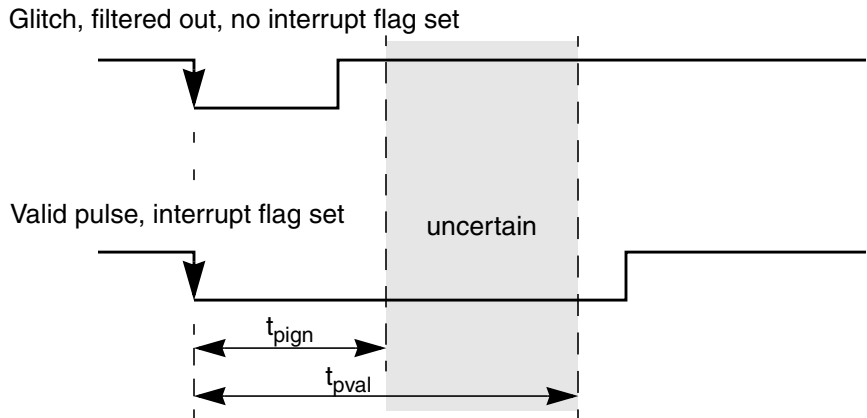 Glitch, filtered out, no interrupt flag set
Valid pulse, interrupt flag set
uncertain
tpign
tpval